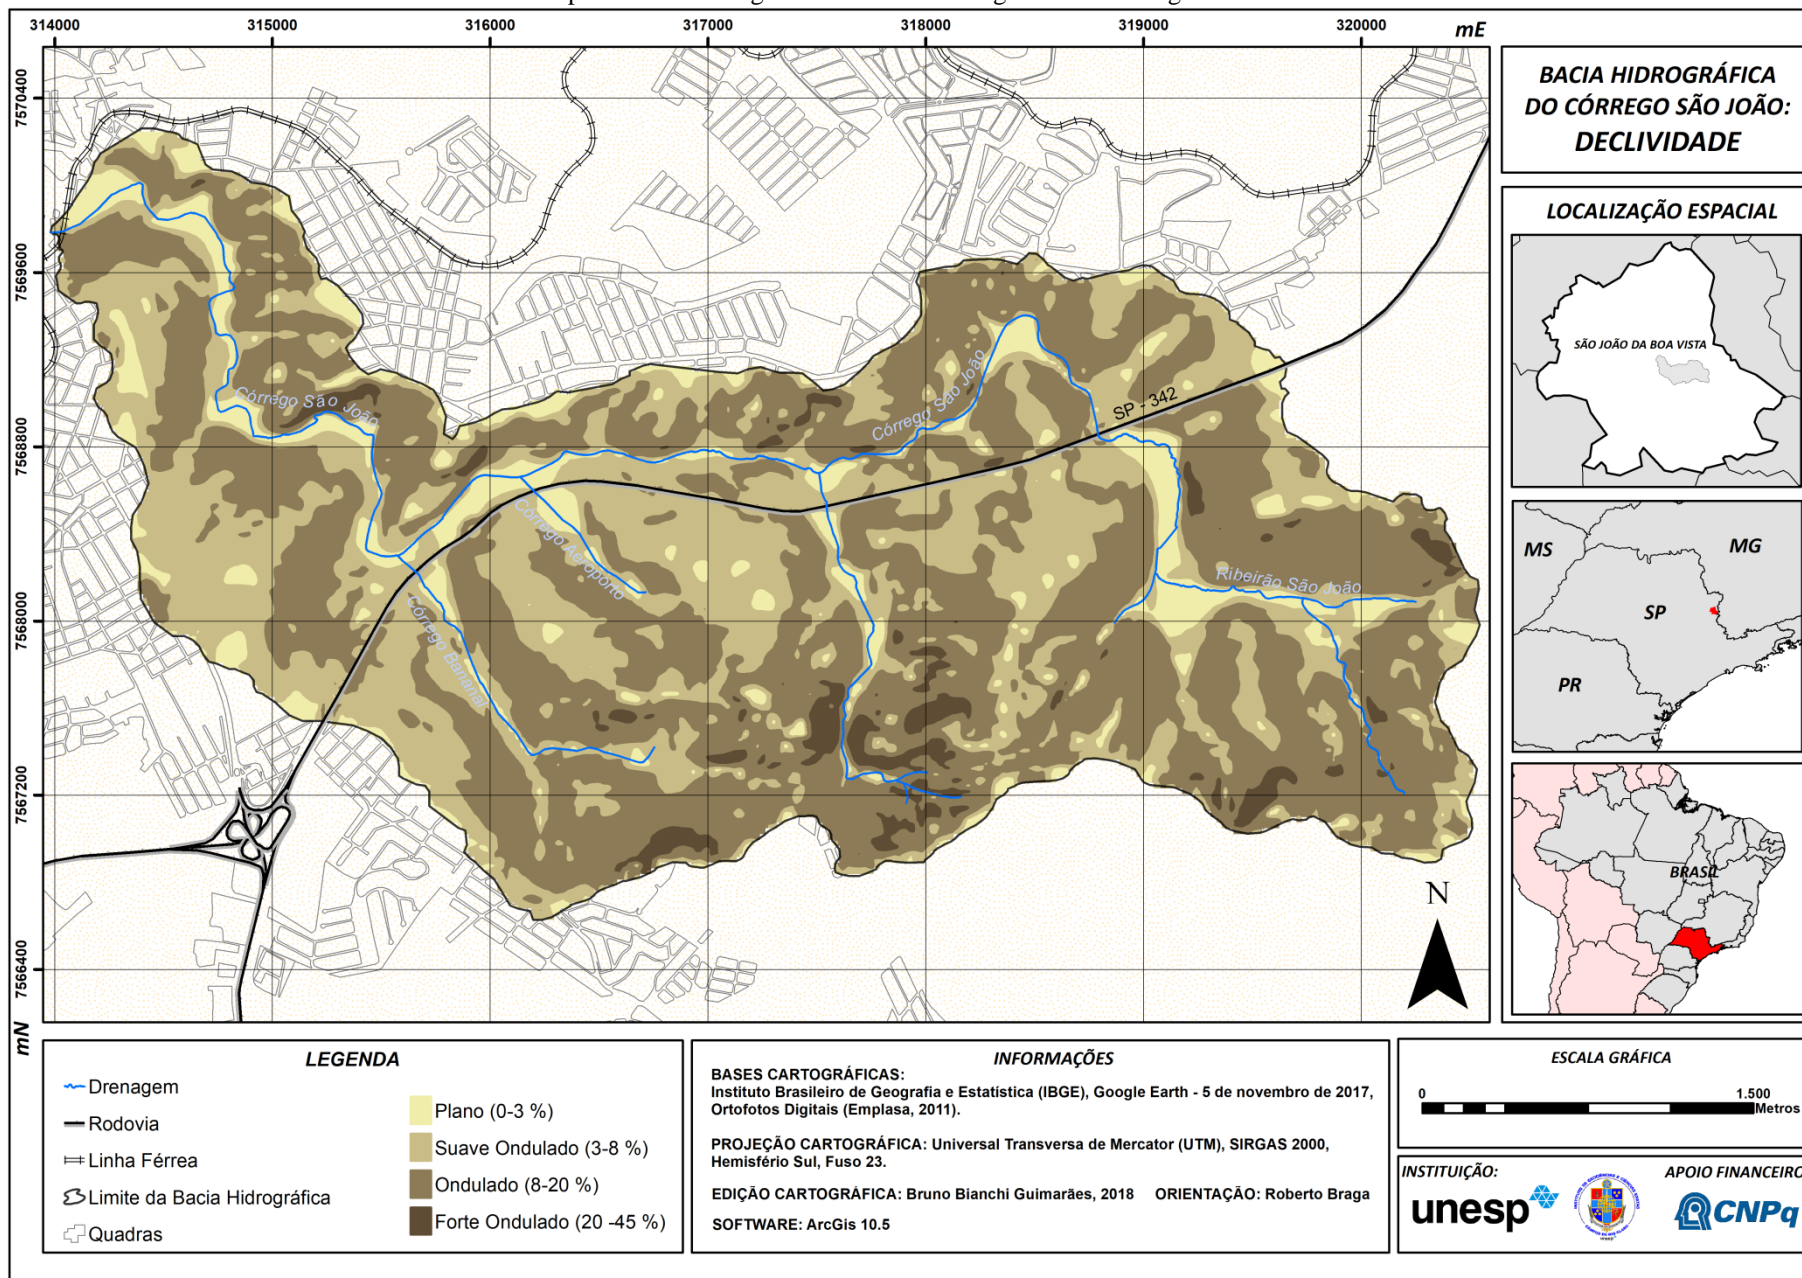 314000
315000
316000
317000
318000
319000
320000
mE
7570400
7569600
7568800
7568000
7567200
7566400
mN
Córrego São João
Córrego São João
SP - 342
Córrego Aeroporto
Córrego Bananal
Ribeirão São João
N
BACIA HIDROGRÁFICA
DO CÓRREGO SÃO JOÃO:
DECLIVIDADE
LOCALIZAÇÃO ESPACIAL
SÃO JOÃO DA BOA VISTA
MS
MG
SP
PR
BRASIL
LEGENDA
Drenagem
Rodovia
Linha Férrea
Limite da Bacia Hidrográfica
Quadras
Plano (0-3 %)
Suave Ondulado (3-8 %)
Ondulado (8-20 %)
Forte Ondulado (20 -45 %)
INFORMAÇÕES
BASES CARTOGRÁFICAS:
Instituto Brasileiro de Geografia e Estatística (IBGE), Google Earth - 5 de novembro de 2017,
Ortofotos Digitais (Emplasa, 2011).
PROJEÇÃO CARTOGRÁFICA: Universal Transversa de Mercator (UTM), SIRGAS 2000,
Hemisfério Sul, Fuso 23.
EDIÇÃO CARTOGRÁFICA: Bruno Bianchi Guimarães, 2018 ORIENTAÇÃO: Roberto Braga
SOFTWARE: ArcGis 10.5
ESCALA GRÁFICA
0 1.500
Metros
INSTITUIÇÃO:
unesp
unesp
APOIO FINANCEIRO
CNPq